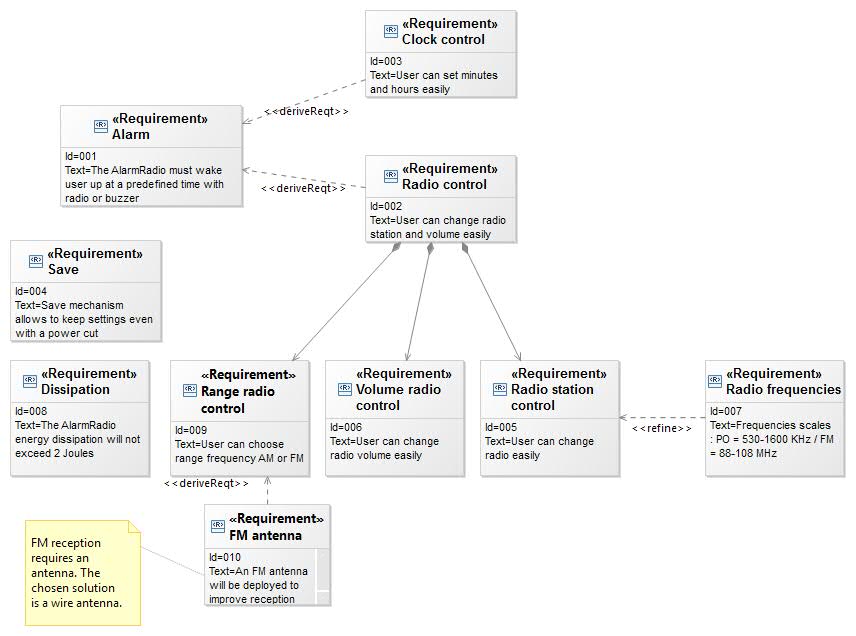 «Requirement»
Clock control
Id=003
Text=User can set minutes
and hours easily
<<deriveReqt>>
«Requirement»
Alarm
Id=001
Text=The AlarmRadio must wake
user up at a predefined time with
radio or buzzer
«Requirement»
Radio control
Id=002
Text=User can change radio
station and volume easily
<<deriveReqt>>
«Requirement»
Save
Id=004
Text=Save mechanism
allows to keep settings even
with a power cut
«Requirement»
Dissipation
Id=008
Text=The AlarmRadio
energy dissipation will not
exceed 2 Joules
«Requirement»
Range radio
control
Id=009
Text=User can choose
range frequency AM or FM
«Requirement»
Volume radio
control
Id=006
Text=User can change
radio volume easily
«Requirement»
Radio station
control
Id=005
Text=User can change
radio easily
<<refine>>
«Requirement»
Radio frequencies
Id=007
Text=Frequencies scales
: PO = 530-1600 KHz / FM
= 88-108 MHz
<<deriveReqt>>
«Requirement»
FM antenna
Id=010
Text=An FM antenna
will be deployed to
improve reception
FM reception
requires an
antenna. The
chosen solution
is a wire antenna.